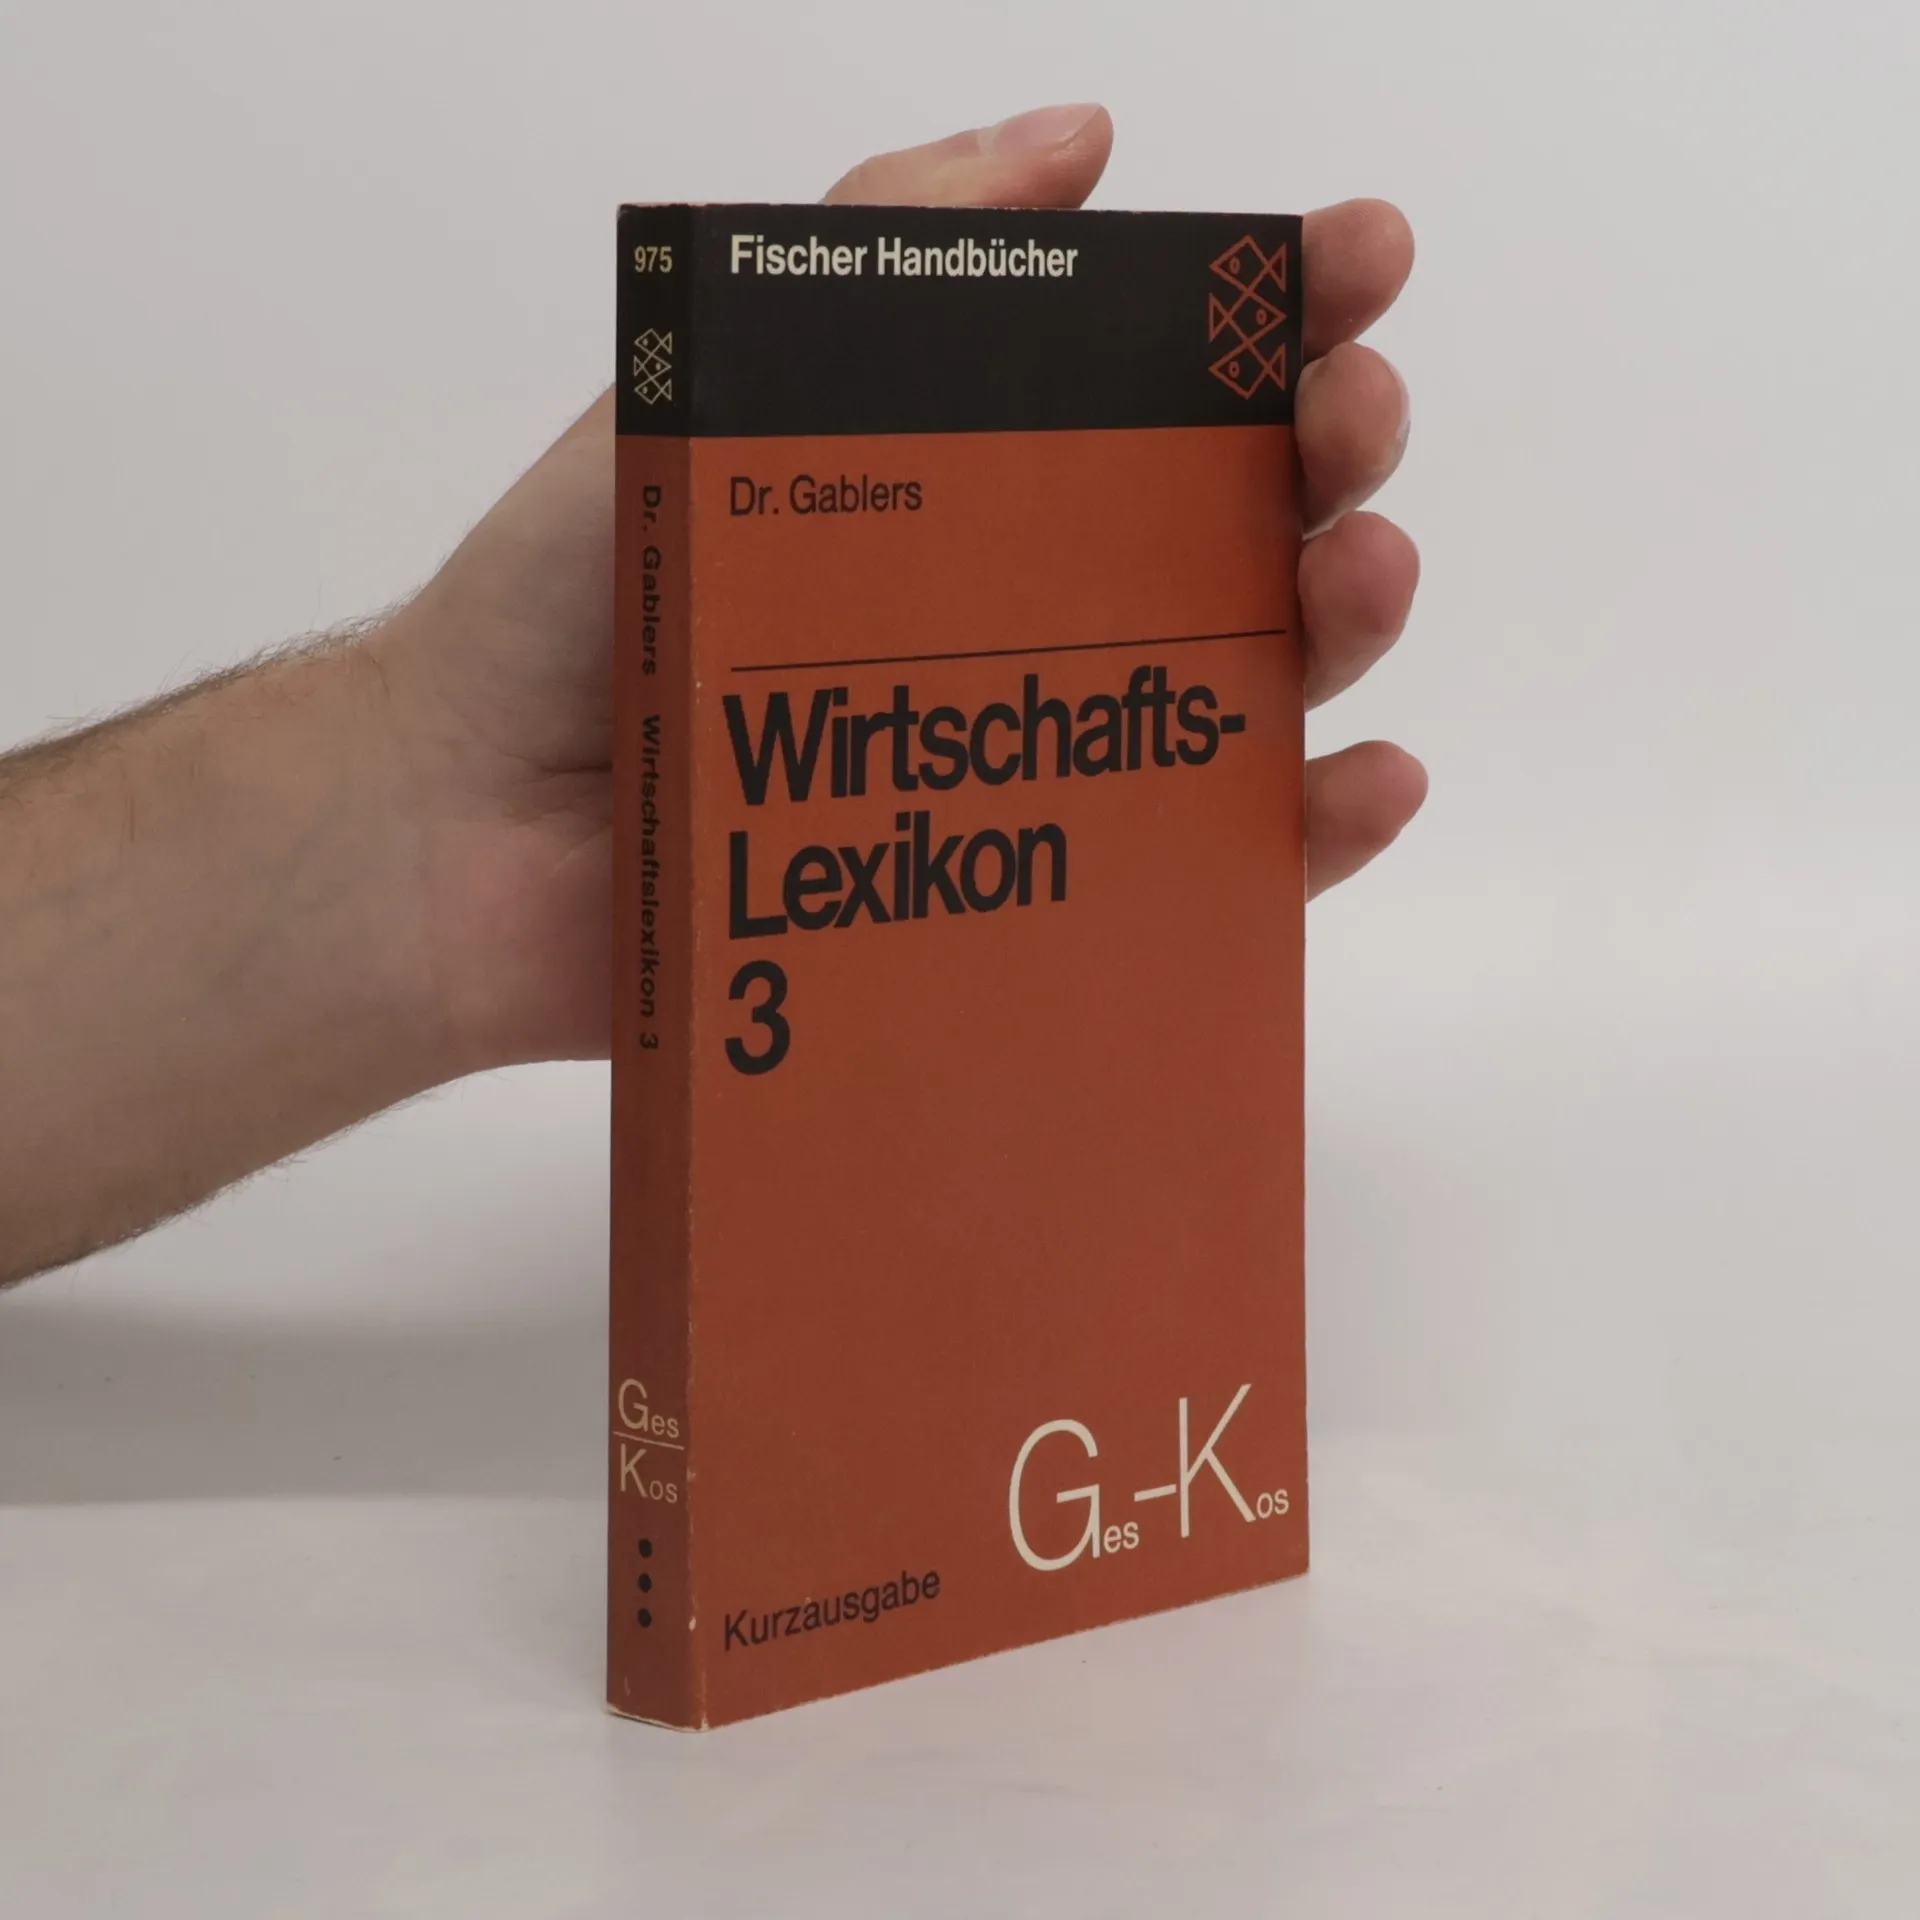 975
Dr. Gablers Wirtschaftslexikon 3
Ges
Kos
Fischer Handbücher
Dr. Gablers
Wirtschafts-
Lexikon
3
Ges-Kos
Kurzausgabe